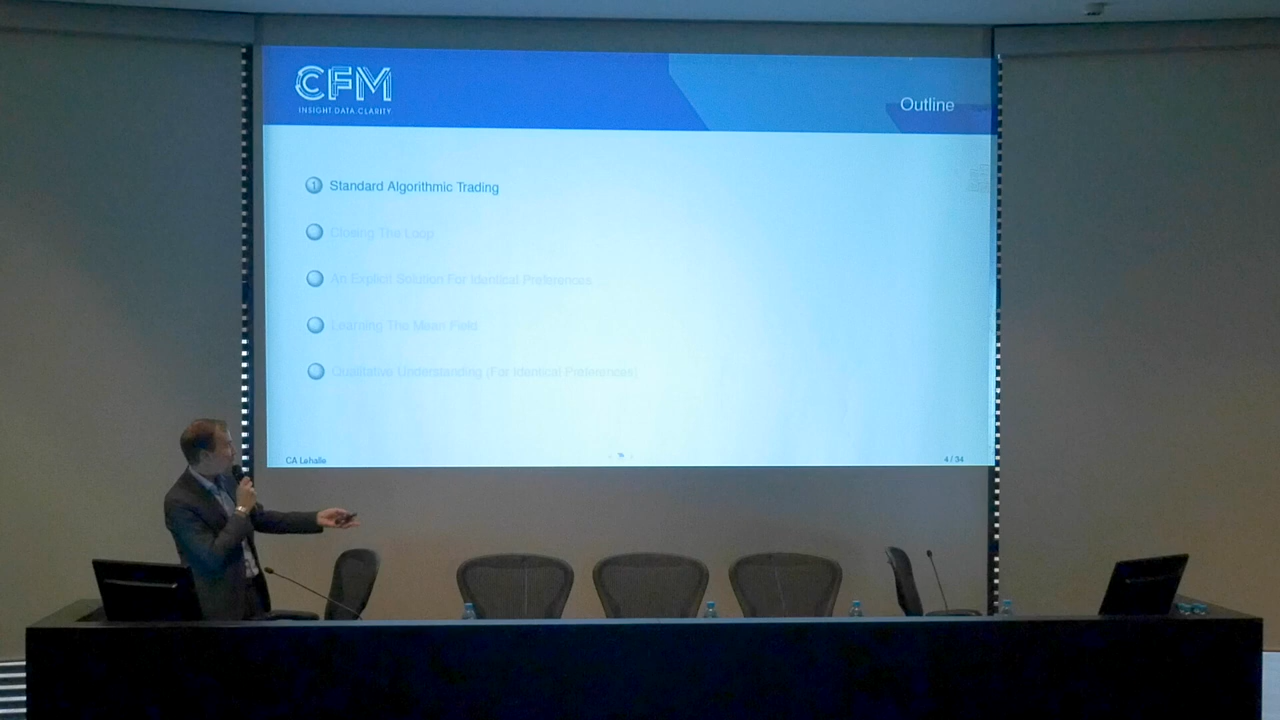 CFM
INSIGHT.DATA.CLARITY.
Outline
1 Standard Algorithmic Trading
Closing The Loop
An Explicit Solution For Identical Preferences
Learning The Mean Field
Qualitative Understanding (For Identical Preferences)
CA Lehalle
4 / 34